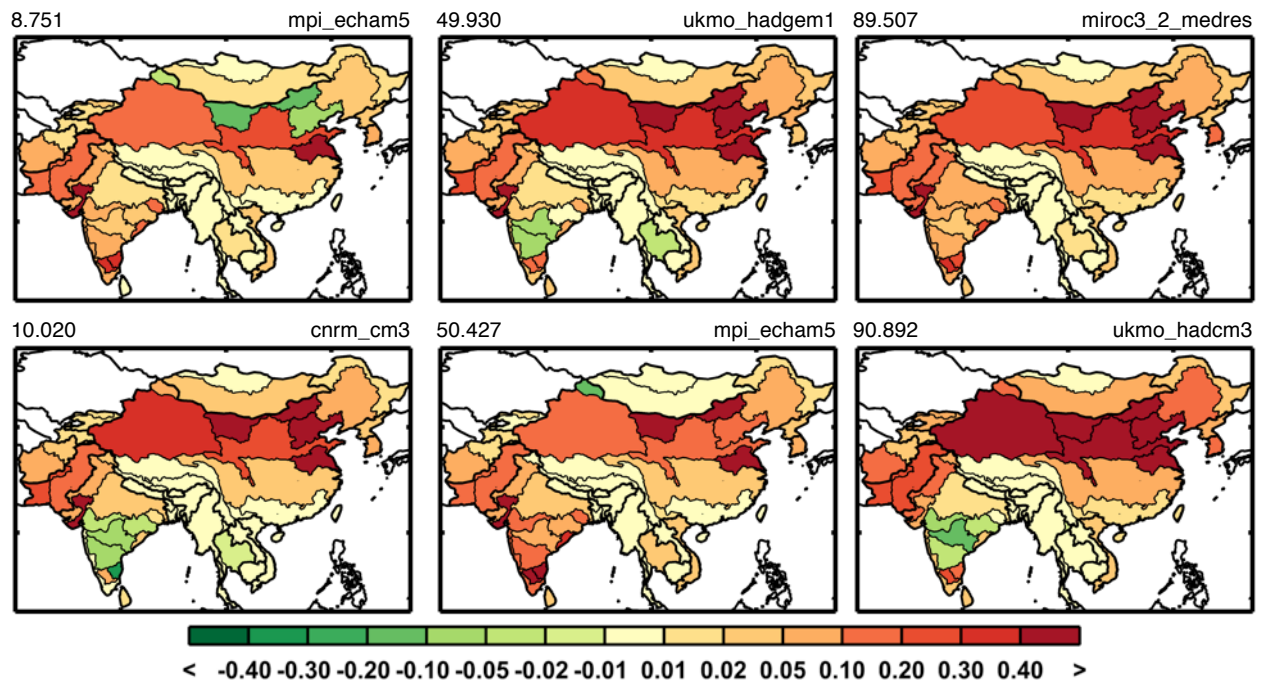 8.751 mpi_echam5 49.930 ukmo_hadgem1 89.507 miroc3_2_medres
10.020 cnrm_cm3 50.427 mpi_echam5 90.892 ukmo_hadcm3
< -0.40 -0.30 -0.20 -0.10 -0.05 -0.02 -0.01 0.01 0.02 0.05 0.10 0.20 0.30 0.40 >